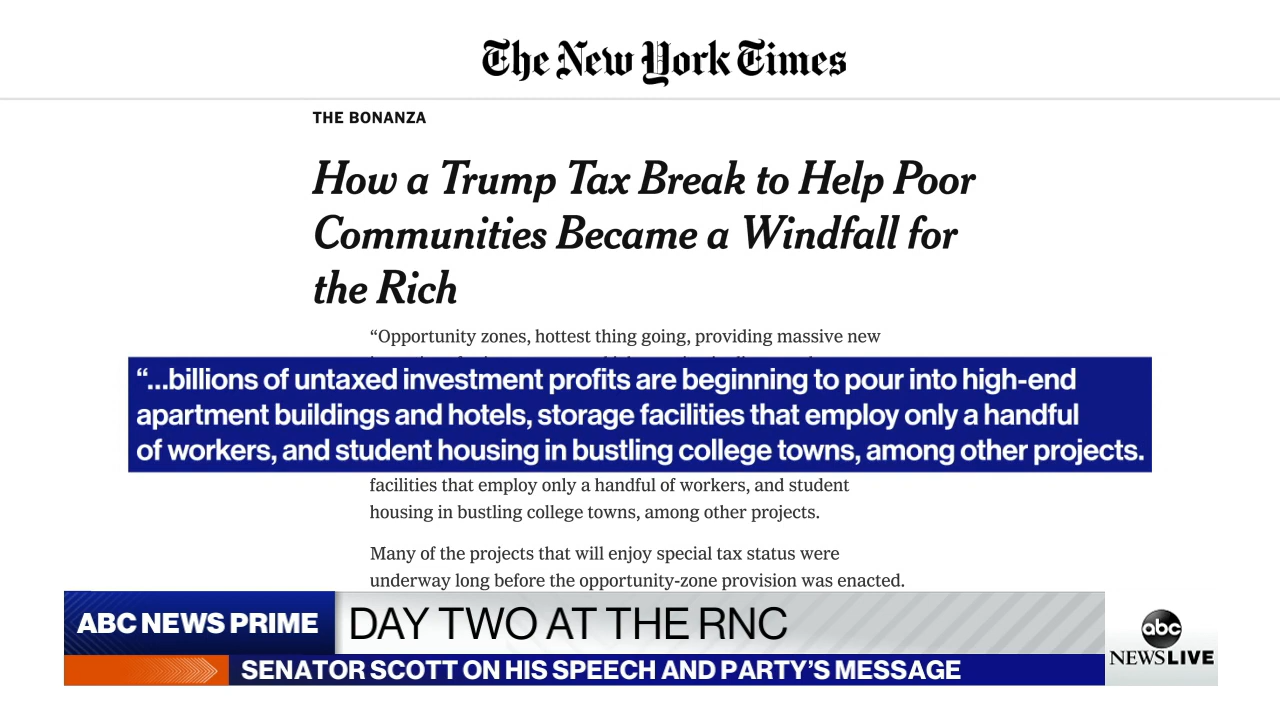 The New York Times
THE BONANZA
How a Trump Tax Break to Help Poor
Communities Became a Windfall for
the Rich
“Opportunity zones, hottest thing going, providing massive new
“...billions of untaxed investment profits are beginning to pour into high-end
apartment buildings and hotels, storage facilities that employ only a handful
of workers, and student housing in bustling college towns, among other projects.
facilities that employ only a handful of workers, and student
housing in bustling college towns, among other projects.
Many of the projects that will enjoy special tax status were
underway long before the opportunity-zone provision was enacted.
ABC NEWS PRIME
DAY TWO AT THE RNC
SENATOR SCOTT ON HIS SPEECH AND PARTY’S MESSAGE
abc
NEWSLIVE